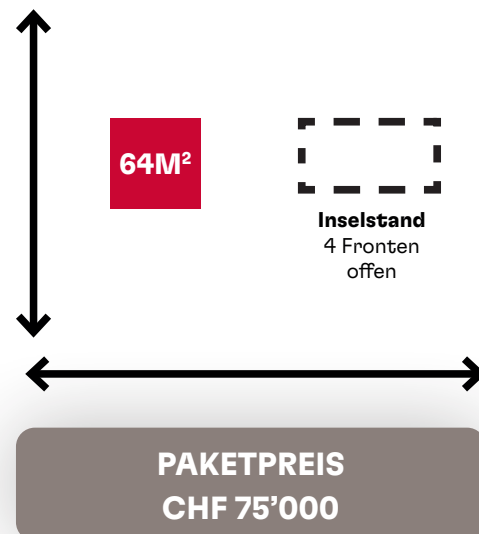 64M²
Inselstand
4 Fronten
offen
PAKETPREIS
CHF 75’000